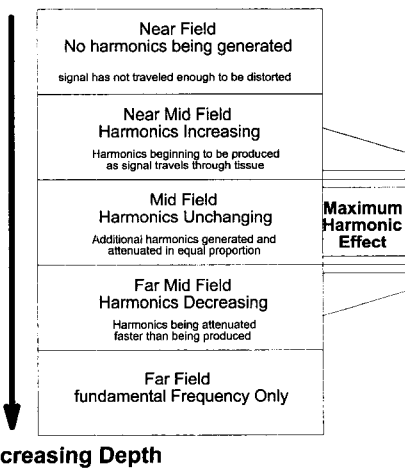 Near Field
No harmonics being generated
signal has not traveled enough to be distorted
Near Mid Field
Harmonics Increasing
Harmonics beginning to be produced
as signal travels through tissue
Mid Field
Harmonics Unchanging
Additional harmonics generated and
attenuated in equal proportion
Maximum
Harmonic
Effect
Far Mid Field
Harmonics Decreasing
Harmonics being attenuated
faster than being produced
Far Field
fundamental Frequency Only
creasing Depth